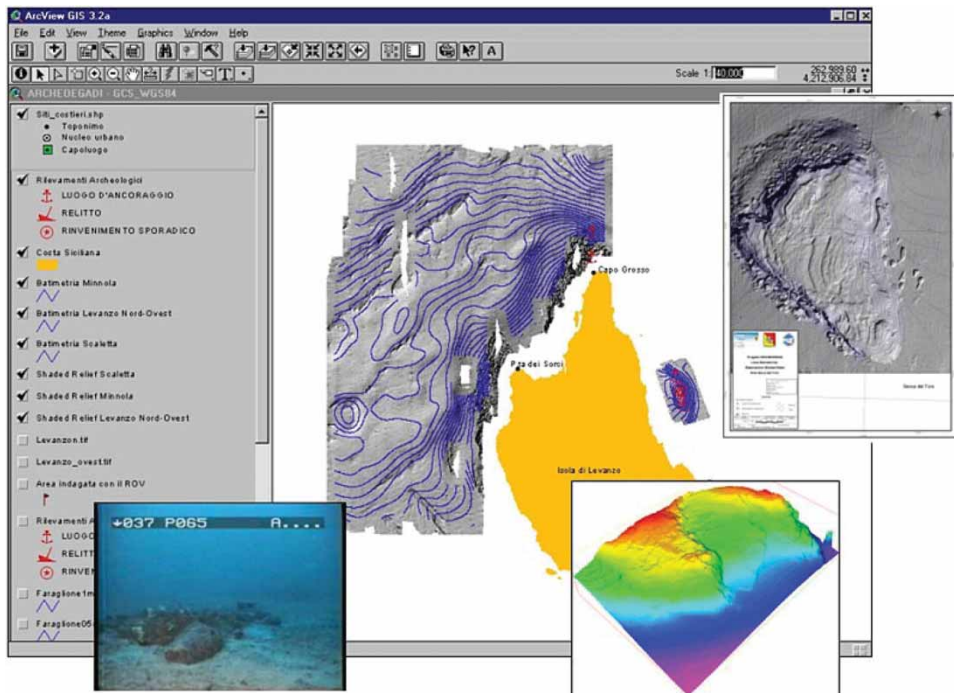 ArcView GIS 3.2a
File Edit View Theme Graphics Window Help
Scale 1: 40.000
262.989.60
4,212,906.84
ARCHEDEGADI - GCS_WGS84
Siti_costieri.shp
Toponimo
Nucleo urbano
Capoluogo
Rilevamenti Archeologici
LUOGO D'ANCORAGGIO
RELITTO
RINVENIMENTO SPORADICO
Costa Siciliana
Batimetria Minnola
Batimetria Levanzo Nord-Ovest
Batimetria Scaletta
Shaded Relief Scaletta
Shaded Relief Minnola
Shaded Relief Levanzo Nord-Ovest
Levanzon.tif
Levanzo_ovest.tif
Area indagata con il ROV
Rilevamenti A
LUOG
RELITT
RINVEN
Faraglione1m
Faraglione05
Capo Grosso
P.ta dei Sorci
Isola di Levanzo
037 P065 A....